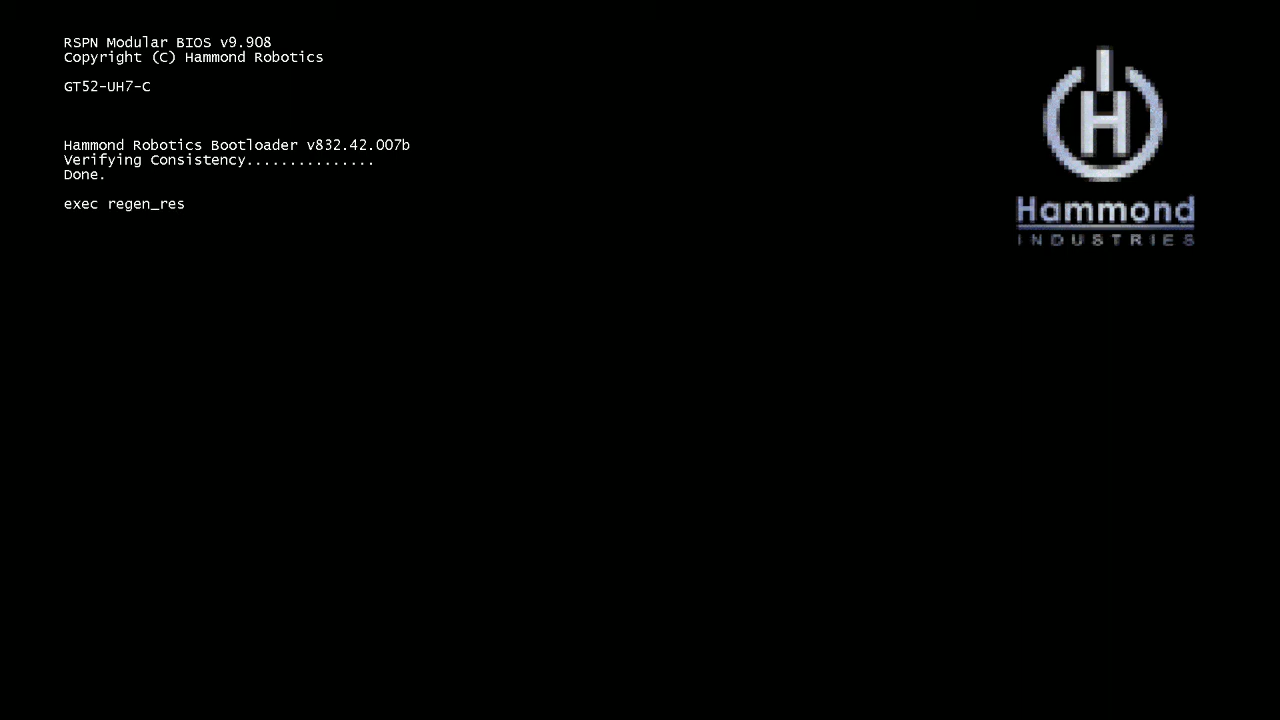 RSPN Modular BIOS v9.908
Copyright (C) Hammond Robotics
GT52-UH7-C
Hammond Robotics Bootloader v832.42.007b
Verifying Consistency...............
Done.
exec regen_res
H
Hammond
INDUSTRIES